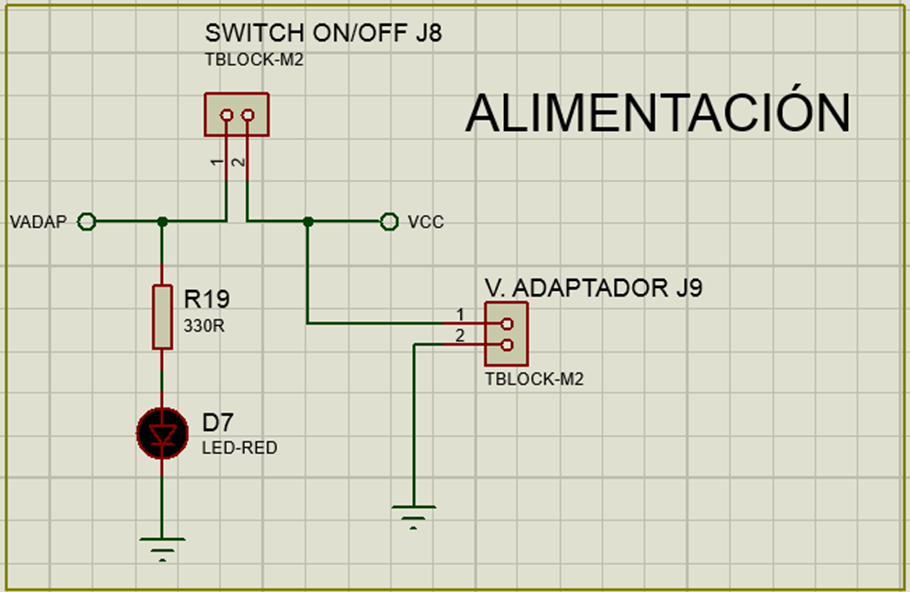 SWITCH ON/OFF J8
TBLOCK-M2
ALIMENTACIÓN
1
2
VADAP
VCC
V. ADAPTADOR J9
R19
330R
1
2
TBLOCK-M2
D7
LED-RED